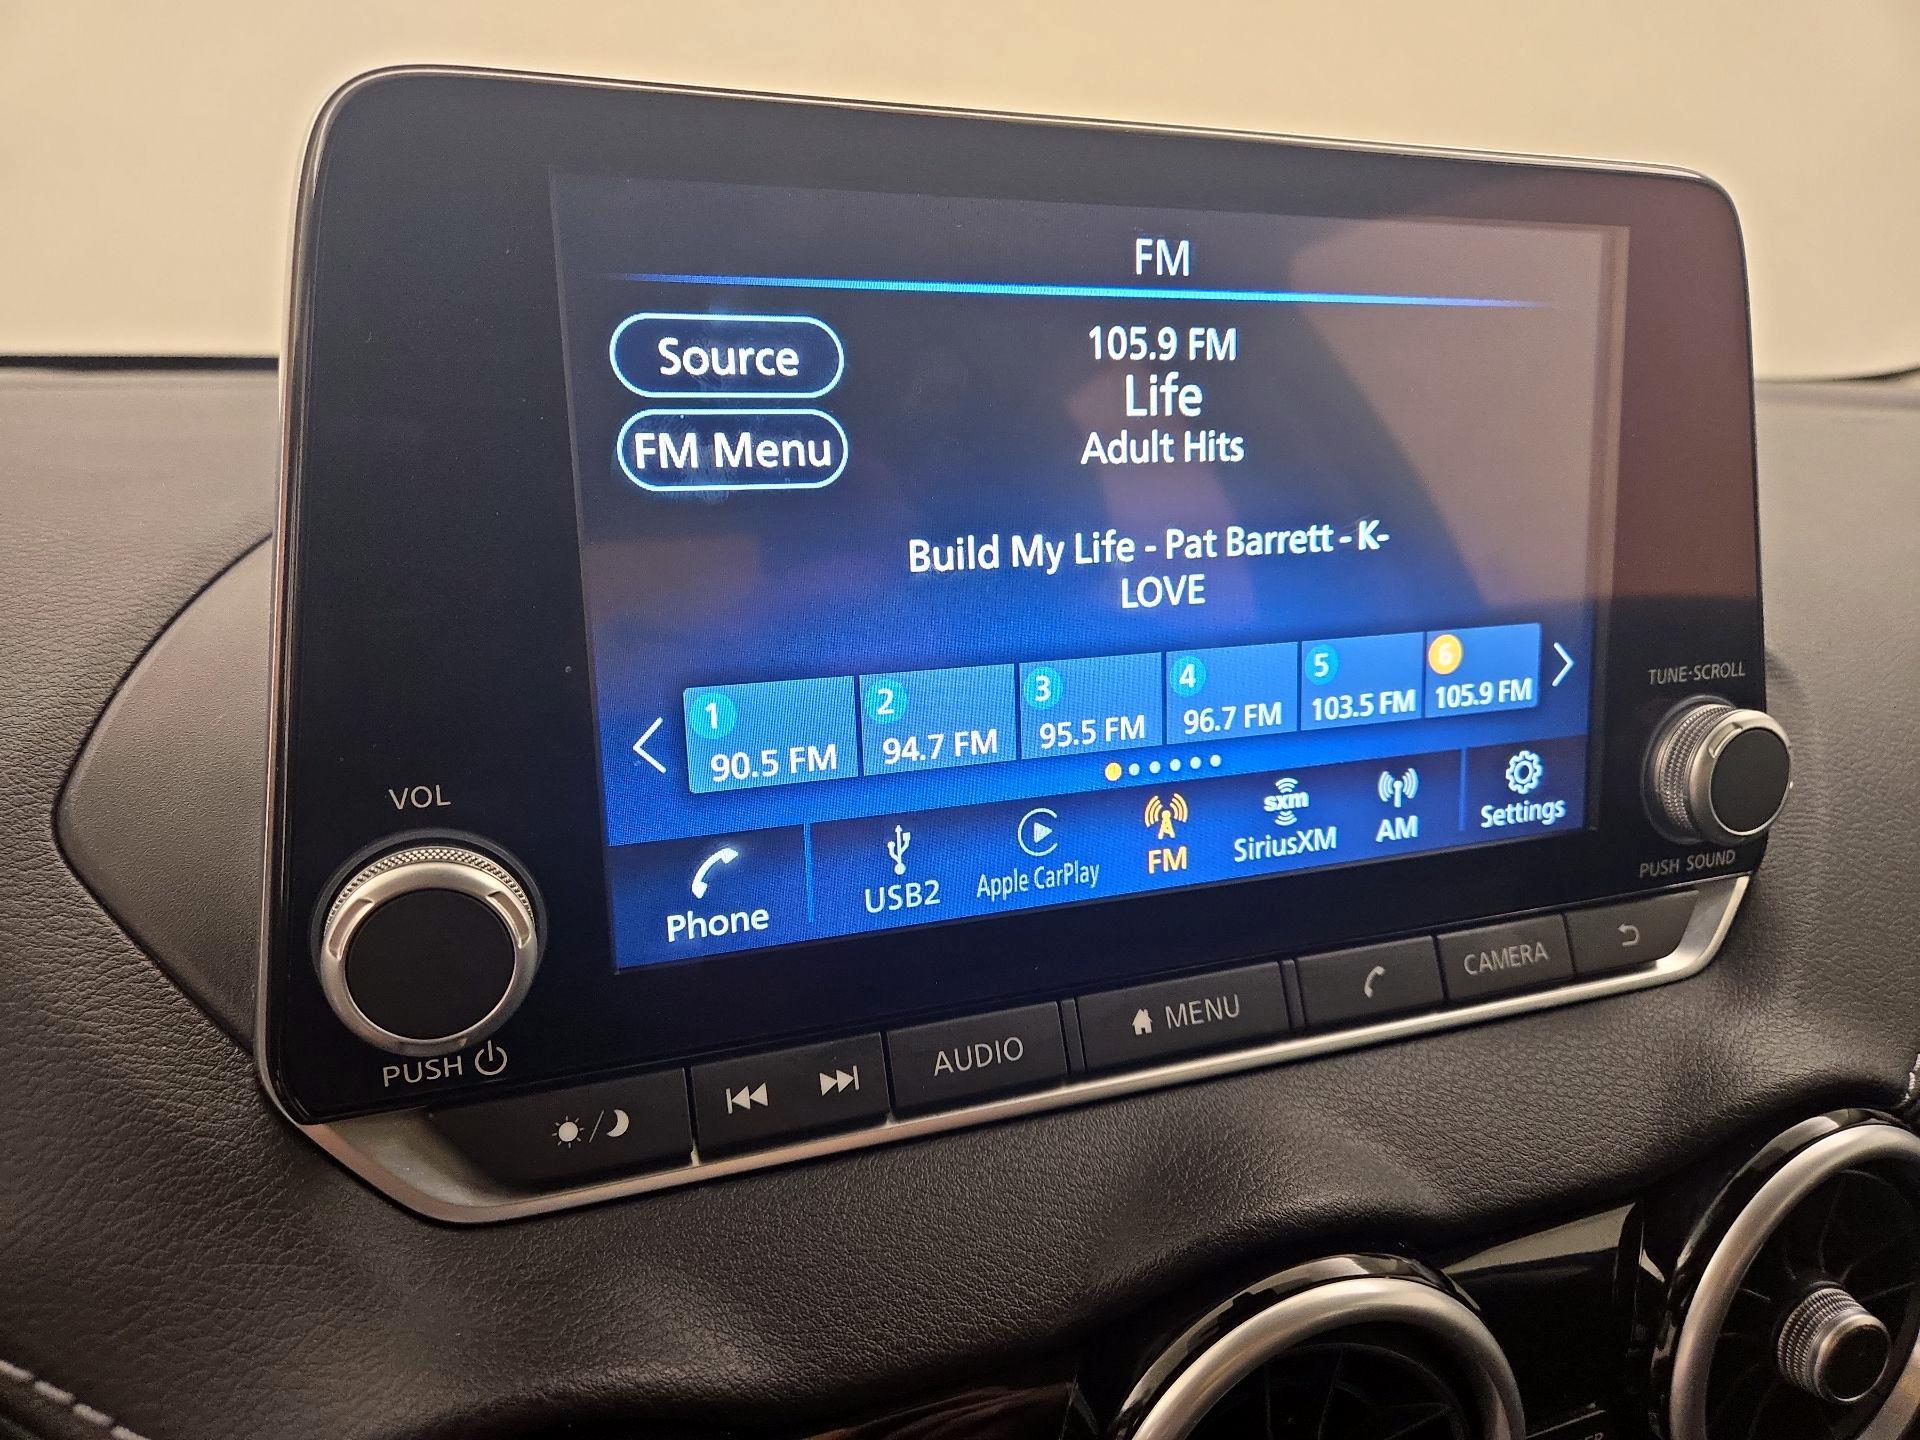 FM
Source
105.9 FM
Life
FM Menu
Adult Hits
Build My Life - Pat Barrett - K-
LOVE
1 2 3 4 5 6
90.5 FM 94.7 FM 95.5 FM 96.7 FM 103.5 FM 105.9 FM
Phone USB2 Apple CarPlay FM sxm SiriusXM AM Settings
VOL
PUSH
TUNE·SCROLL
PUSH SOUND
AUDIO MENU CAMERA